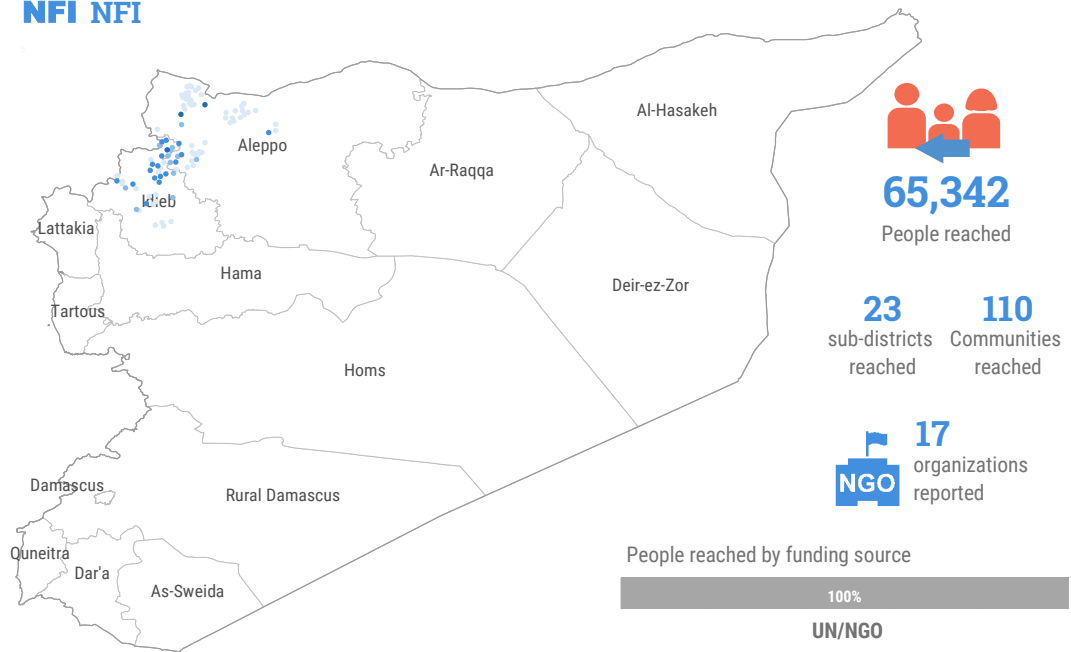 NFI NFI
Al-Hasakeh
Aleppo
Ar-Raqqa
Idleb
Lattakia
Hama
Deir-ez-Zor
Tartous
Homs
Damascus
Rural Damascus
Quneitra
Dar'a
As-Sweida
65,342
People reached
23
sub-districts
reached
110
Communities
reached
NGO
17
organizations
reported
People reached by funding source
100%
UN/NGO